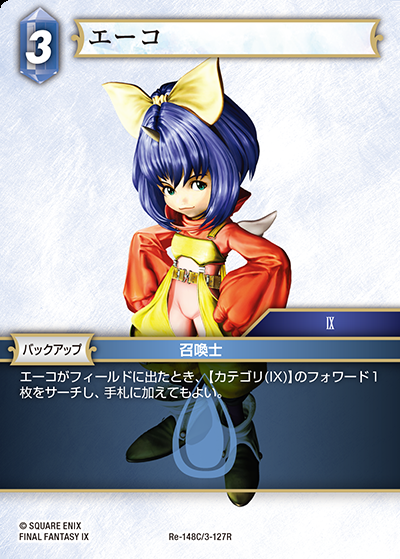 3
エーコ
Ⅸ
バックアップ
召喚士
エーコがフィールドに出たとき、【カテゴリ(Ⅸ)】のフォワード1
枚をサーチし、手札に加えてもよい。
© SQUARE ENIX
FINAL FANTASY IX
Re-148C/3-127R